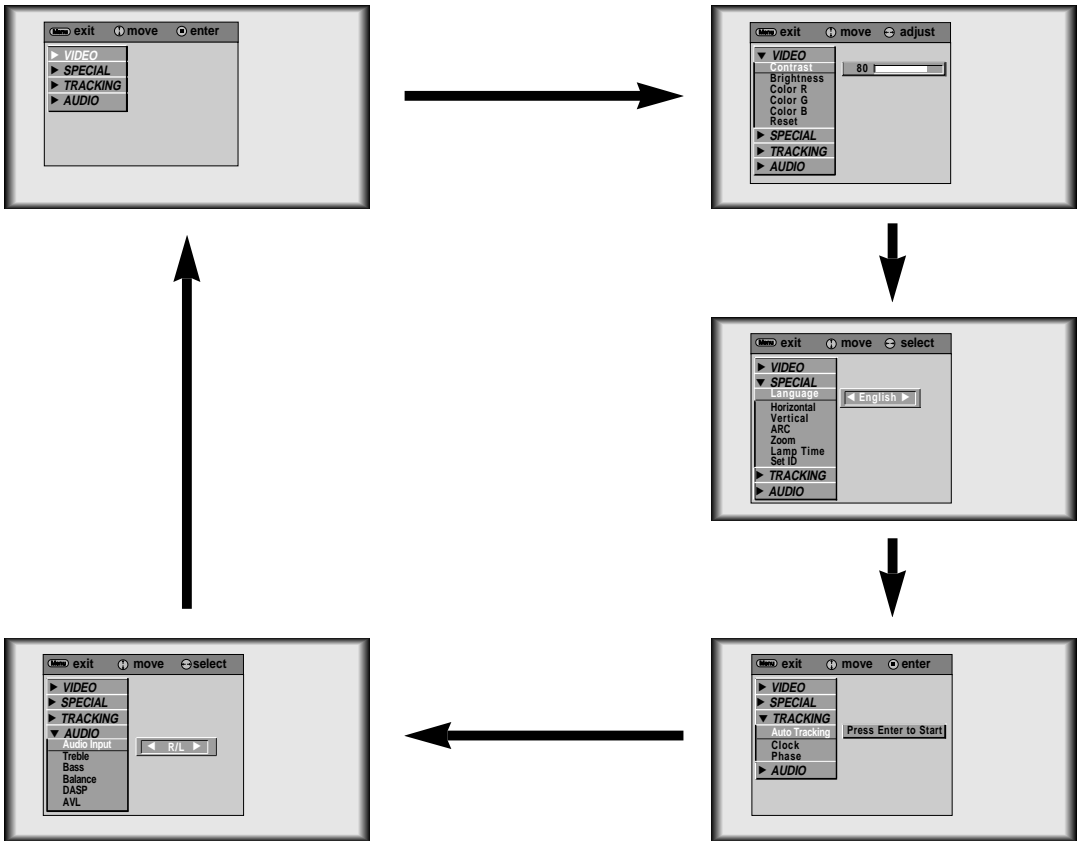 Menu exit move enter
VIDEO
SPECIAL
TRACKING
AUDIO
Menu exit move adjust
VIDEO
Contrast
80
Brightness
Color R
Color G
Color B
Reset
SPECIAL
TRACKING
AUDIO
Menu exit move select
VIDEO
SPECIAL
Language
English
Horizontal
Vertical
ARC
Zoom
Lamp Time
Set ID
TRACKING
AUDIO
Menu exit move select
VIDEO
SPECIAL
TRACKING
AUDIO
Audio Input
R/L
Treble
Bass
Balance
DASP
AVL
Menu exit move enter
VIDEO
SPECIAL
TRACKING
Auto Tracking
Press Enter to Start
Clock
Phase
AUDIO